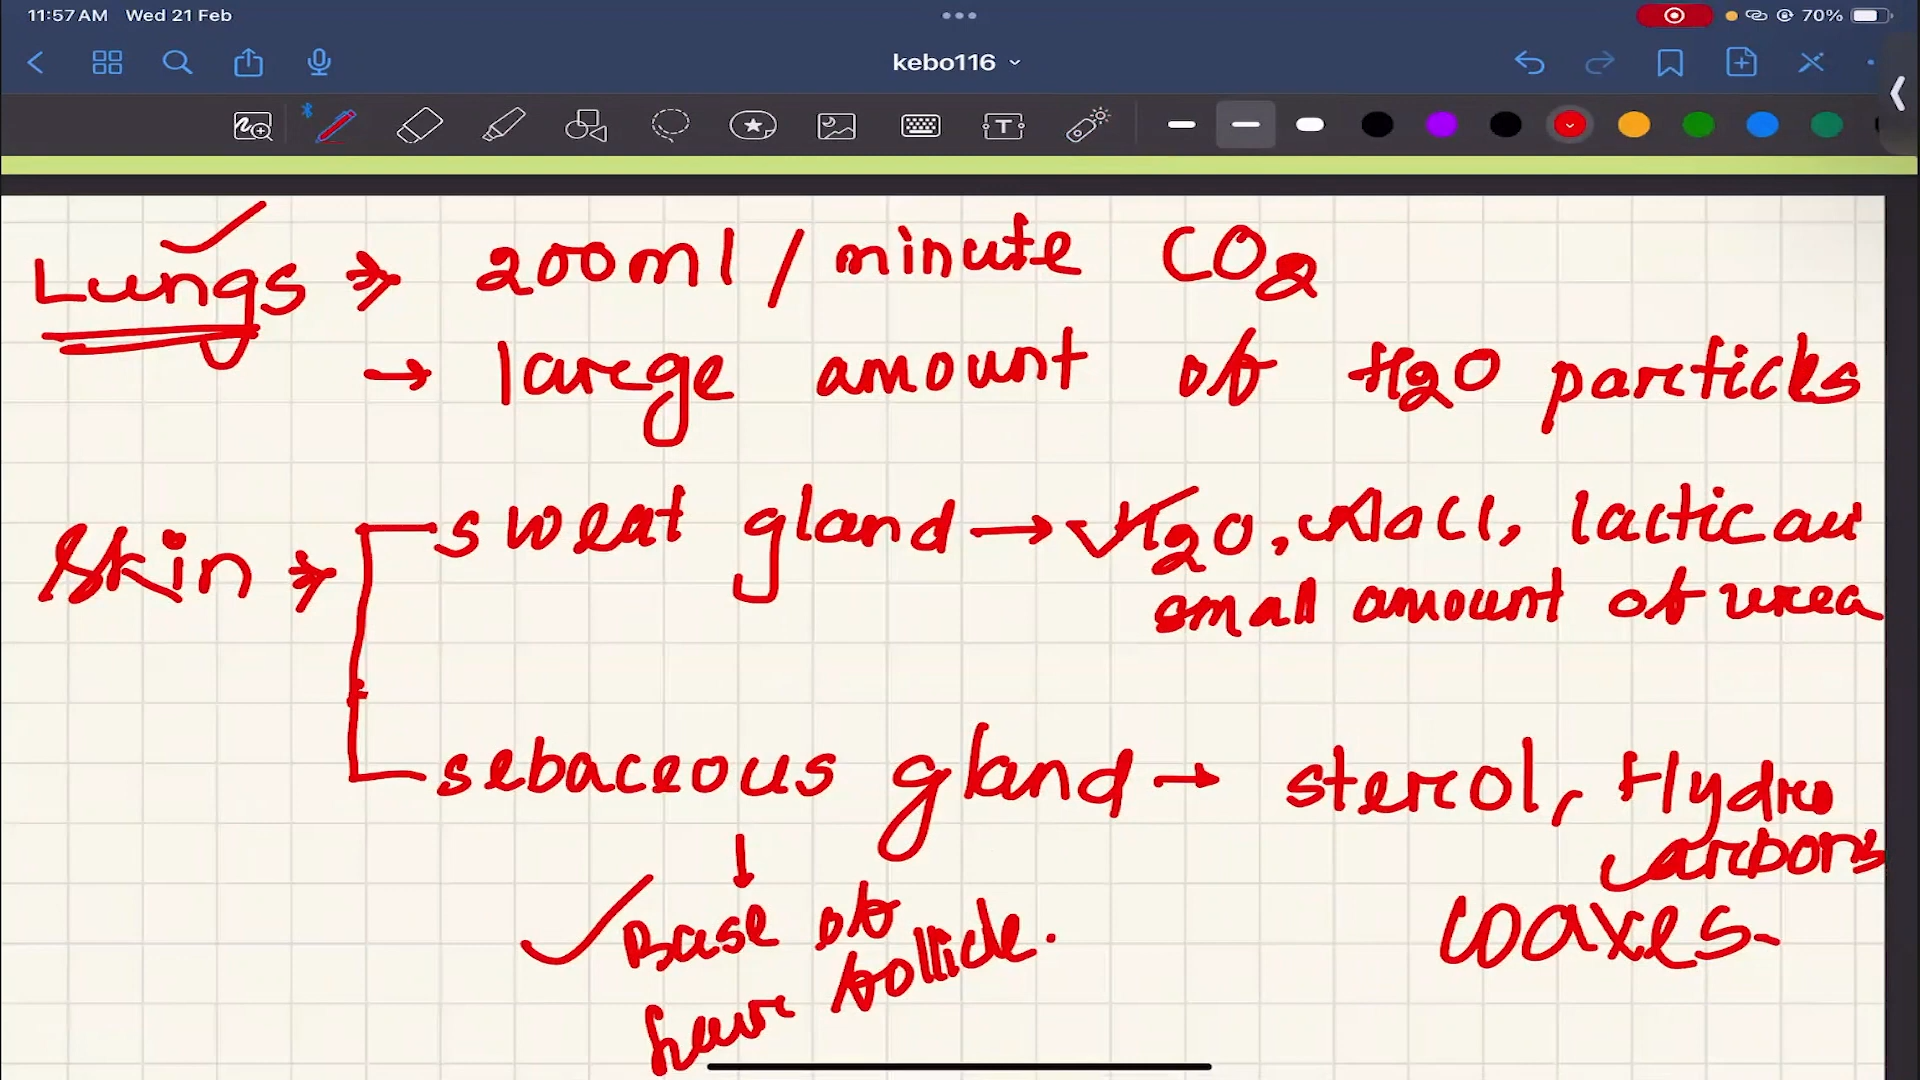 11:57 AM Wed 21 Feb
70%
kebo116
T
Lungs → 200ml / minute CO2
→ large amount of H2O particles
Skin → sweat gland → H2O, NaCl, lactic
small amount of urea
sebaceous gland → sterol, Hydro
carbons
waxes
Base of
hair follicle.